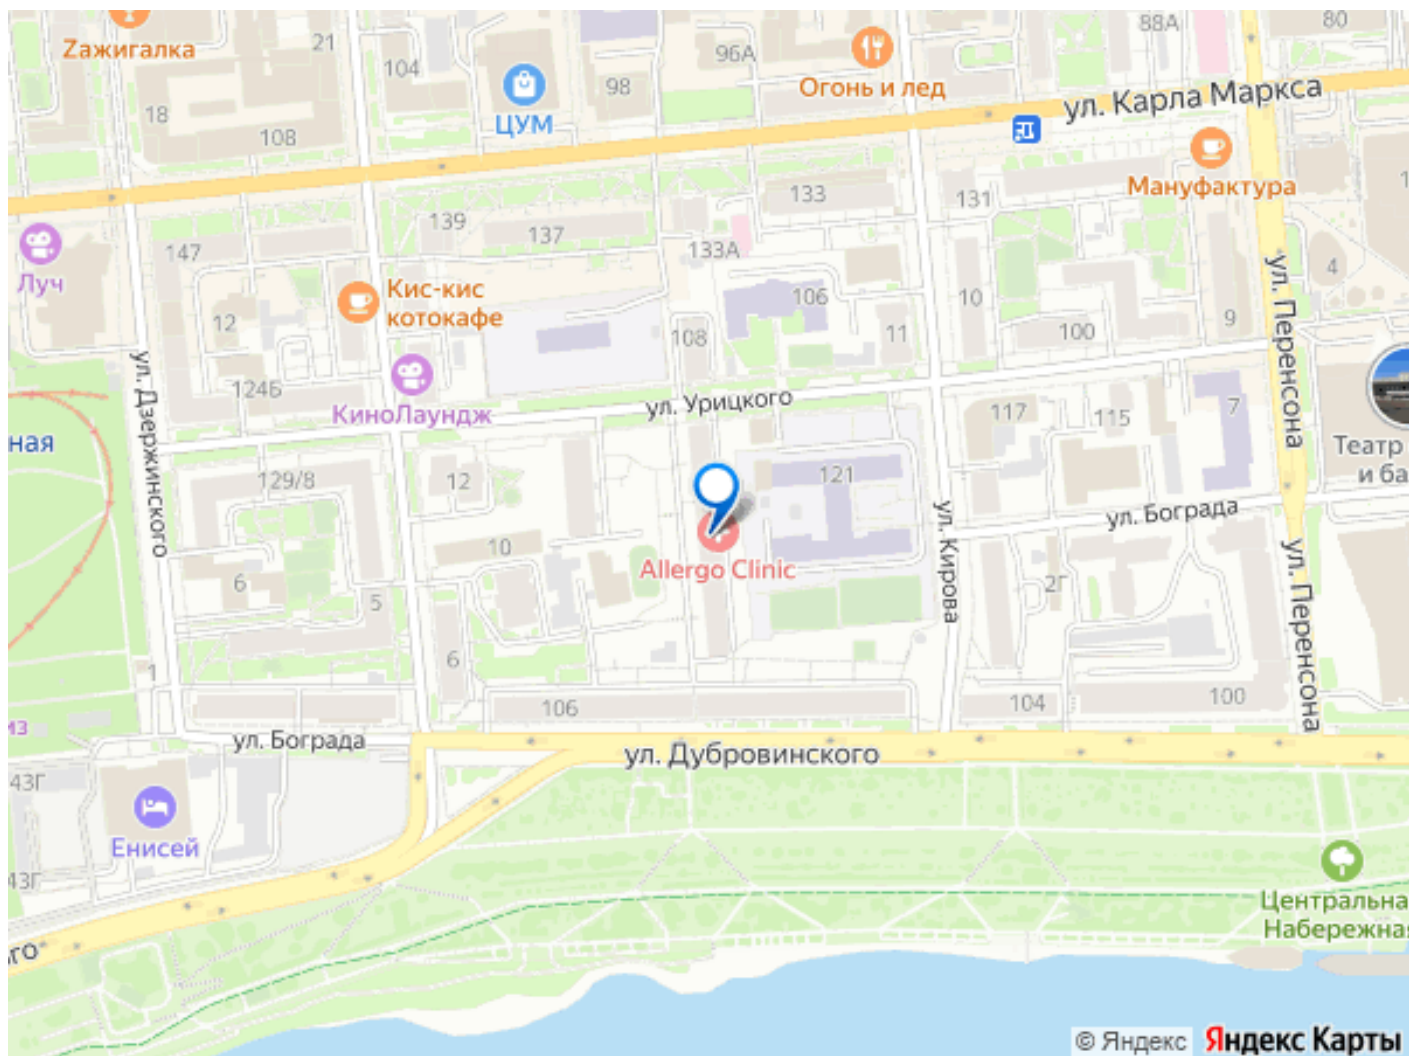 Zажигалка
21
104
ЦУМ
98
96А
Огонь и лед
88А
80
ул. Карла Маркса
18
108
Мануфактура
133
131
139
137
133А
147
Луч
Кис-кис
котокафе
12
106
108
11
10
100
9
4
ул. Перенсона
124Б
КиноЛаундж
ул. Урицкого
117
115
7
Театр
и ба
ная
ул. Дзержинского
129/8
12
121
ул. Бограда
10
Allergo Clinic
ул. Кирова
2Г
ул. Перенсона
6
5
6
1
106
104
100
из
ул. Бограда
ул. Дубровинского
43Г
Енисей
43Г
го
Центральна
Набережная
© Яндекс
Яндекс Карты